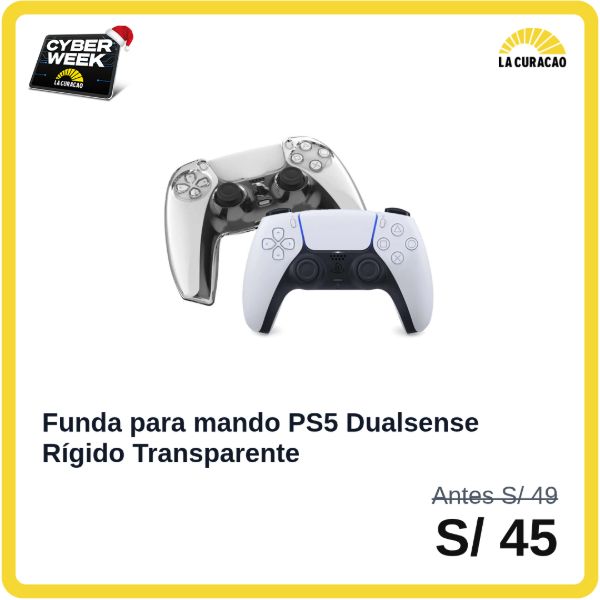 CYBER
WEEK
LA CURACAO
LA CURACAO
Funda para mando PS5 Dualsense
Rígido Transparente
Antes S/ 49
S/ 45